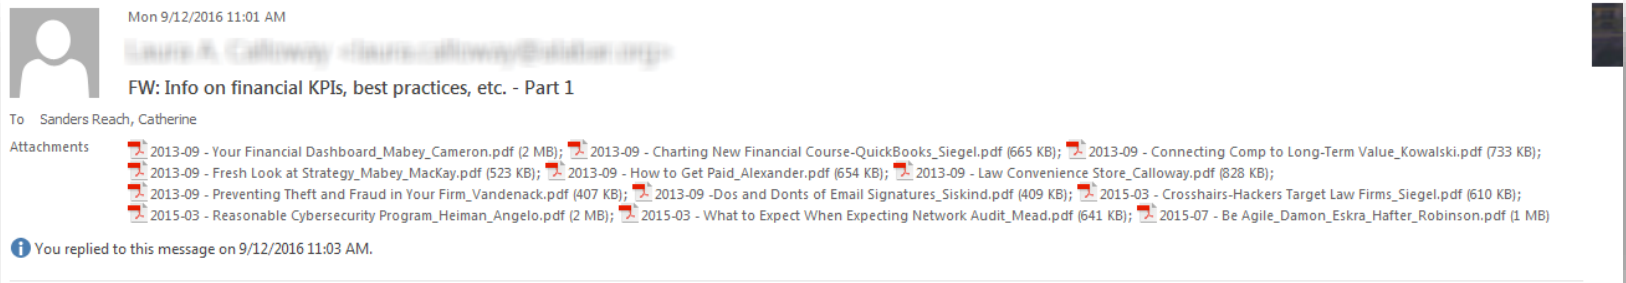 Mon 9/12/2016 11:01 AM
FW: Info on financial KPIs, best practices, etc. - Part 1
To Sanders Reach, Catherine
Attachments 2013-09 - Your Financial Dashboard_Mabey_Cameron.pdf (2 MB); 2013-09 - Charting New Financial Course-QuickBooks_Siegel.pdf (665 KB); 2013-09 - Connecting Comp to Long-Term Value_Kowalski.pdf (733 KB);
2013-09 - Fresh Look at Strategy_Mabey_MacKay.pdf (523 KB); 2013-09 - How to Get Paid_Alexander.pdf (654 KB); 2013-09 - Law Convenience Store_Calloway.pdf (828 KB);
2013-09 - Preventing Theft and Fraud in Your Firm_Vandenack.pdf (407 KB); 2013-09 -Dos and Donts of Email Signatures_Siskind.pdf (409 KB); 2015-03 - Crosshairs-Hackers Target Law Firms_Siegel.pdf (610 KB);
2015-03 - Reasonable Cybersecurity Program_Heiman_Angelo.pdf (2 MB); 2015-03 - What to Expect When Expecting Network Audit_Mead.pdf (641 KB); 2015-07 - Be Agile_Damon_Eskra_Hafter_Robinson.pdf (1 MB)
You replied to this message on 9/12/2016 11:03 AM.